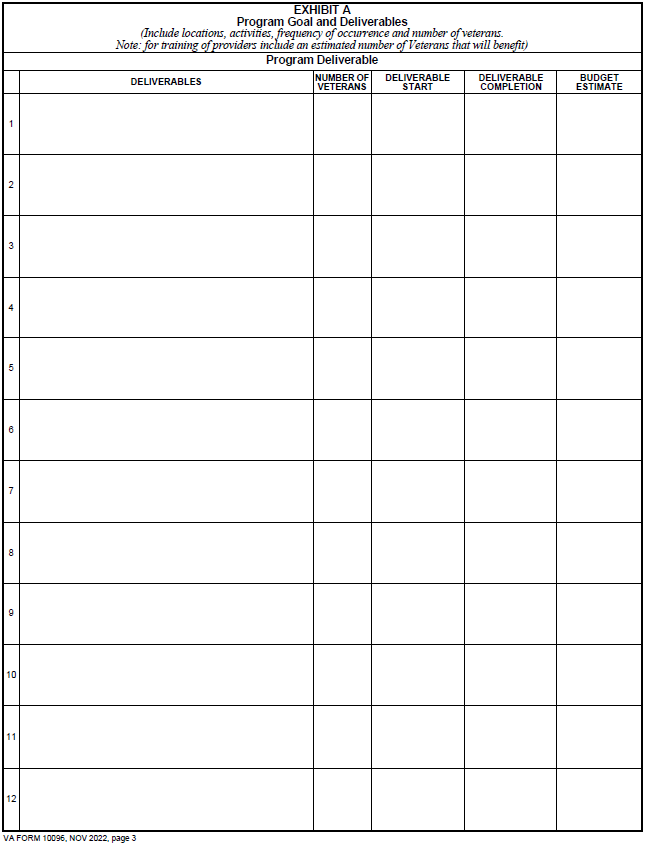 EXHIBIT A
Program Goal and Deliverables
(Include locations, activities, frequency of occurrence and number of veterans.
Note: for training of providers include an estimated number of Veterans that will benefit)
Program Deliverable
DELIVERABLES
NUMBER OF
VETERANS
DELIVERABLE
START
DELIVERABLE
COMPLETION
BUDGET
ESTIMATE
1
2
3
4
5
6
7
8
9
10
11
12
VA FORM 10096, NOV 2022, page 3